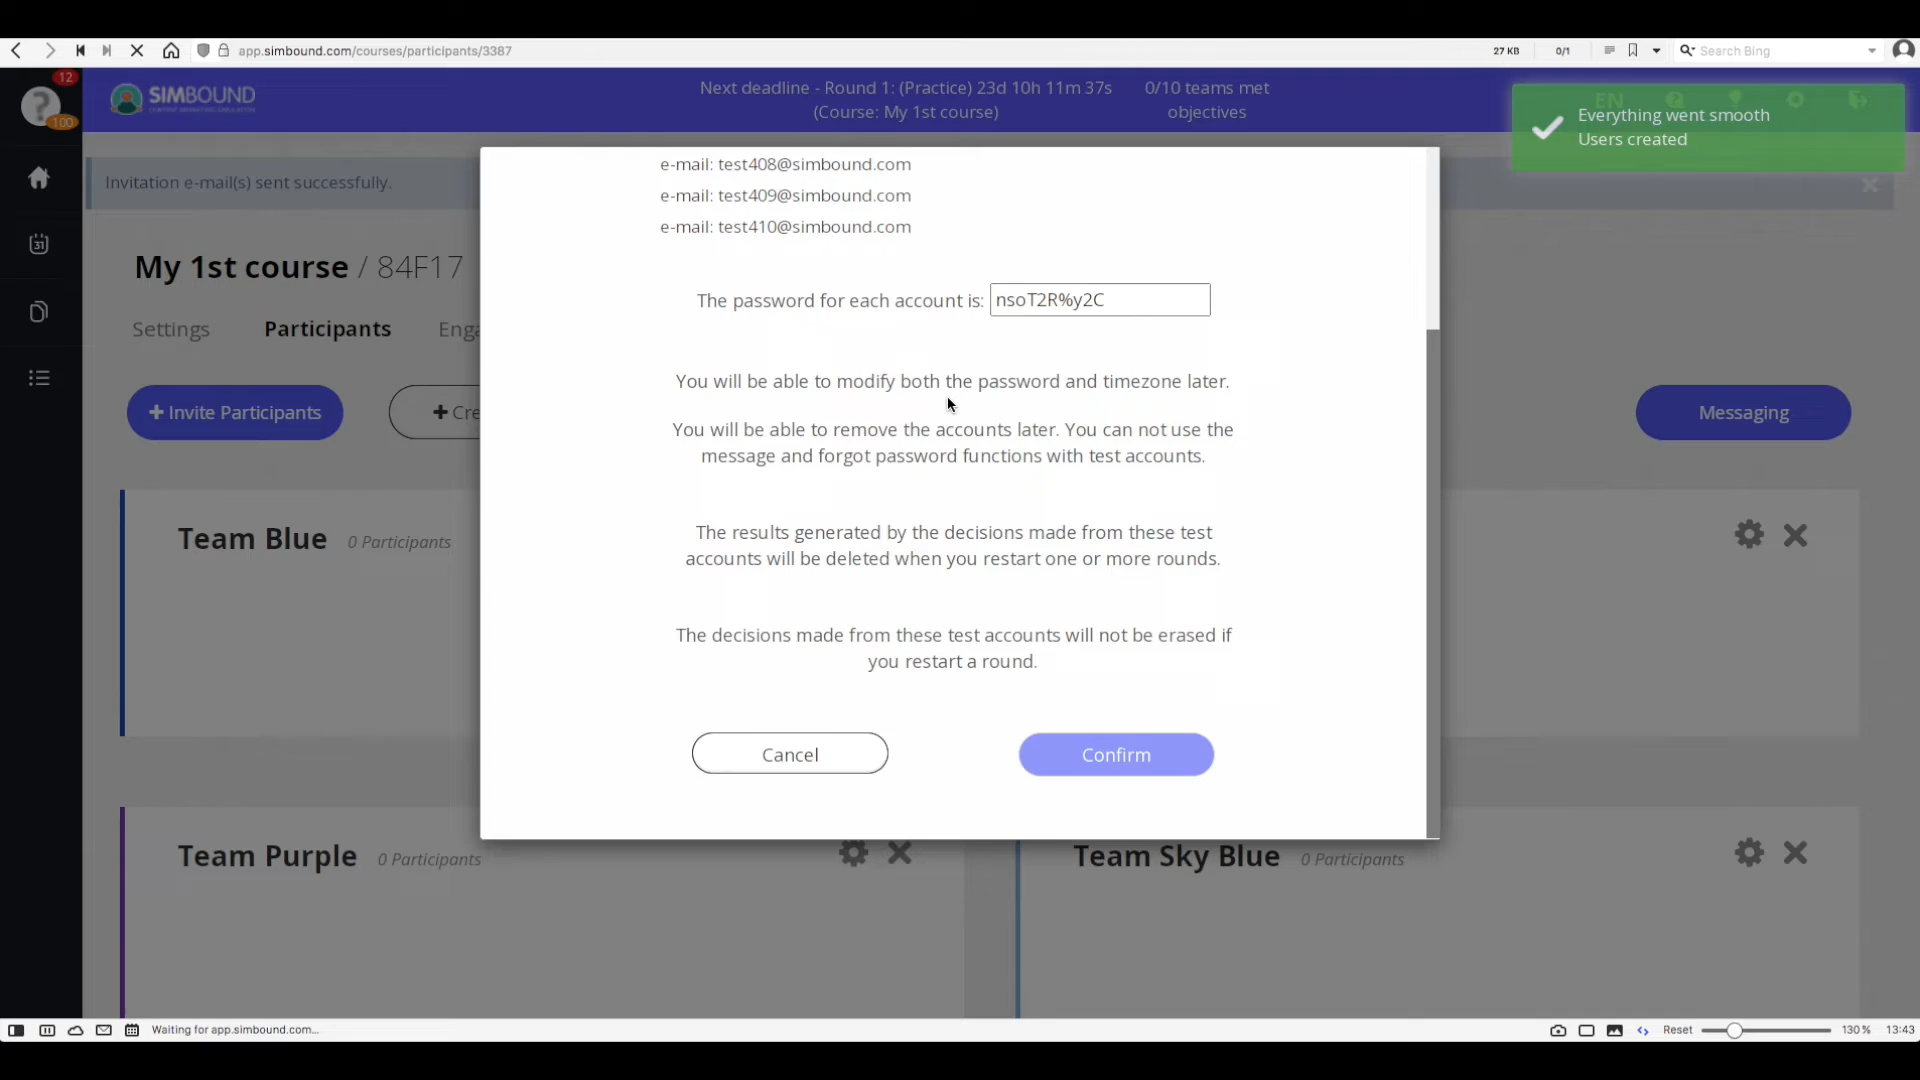 app.simbound.com/courses/participants/3387
27 KB
0/1
Search Bing
12
100
SIMBOUND
Next deadline - Round 1: (Practice) 23d 10h 11m 37s
(Course: My 1st course)
0/10 teams met
objectives
EN
Everything went smooth
Users created
Invitation e-mail(s) sent successfully.
e-mail: test408@simbound.com
e-mail: test409@simbound.com
e-mail: test410@simbound.com
My 1st course / 84F17
31
Settings
Participants
Enga
The password for each account is: nsoT2R%y2C
You will be able to modify both the password and timezone later.
Invite Participants
Cre
Messaging
You will be able to remove the accounts later. You can not use the
message and forgot password functions with test accounts.
Team Blue 0 Participants
The results generated by the decisions made from these test
accounts will be deleted when you restart one or more rounds.
The decisions made from these test accounts will not be erased if
you restart a round.
Cancel
Confirm
Team Purple 0 Participants
Team Sky Blue 0 Participants
Waiting for app.simbound.com...
Reset
130 %
13:43